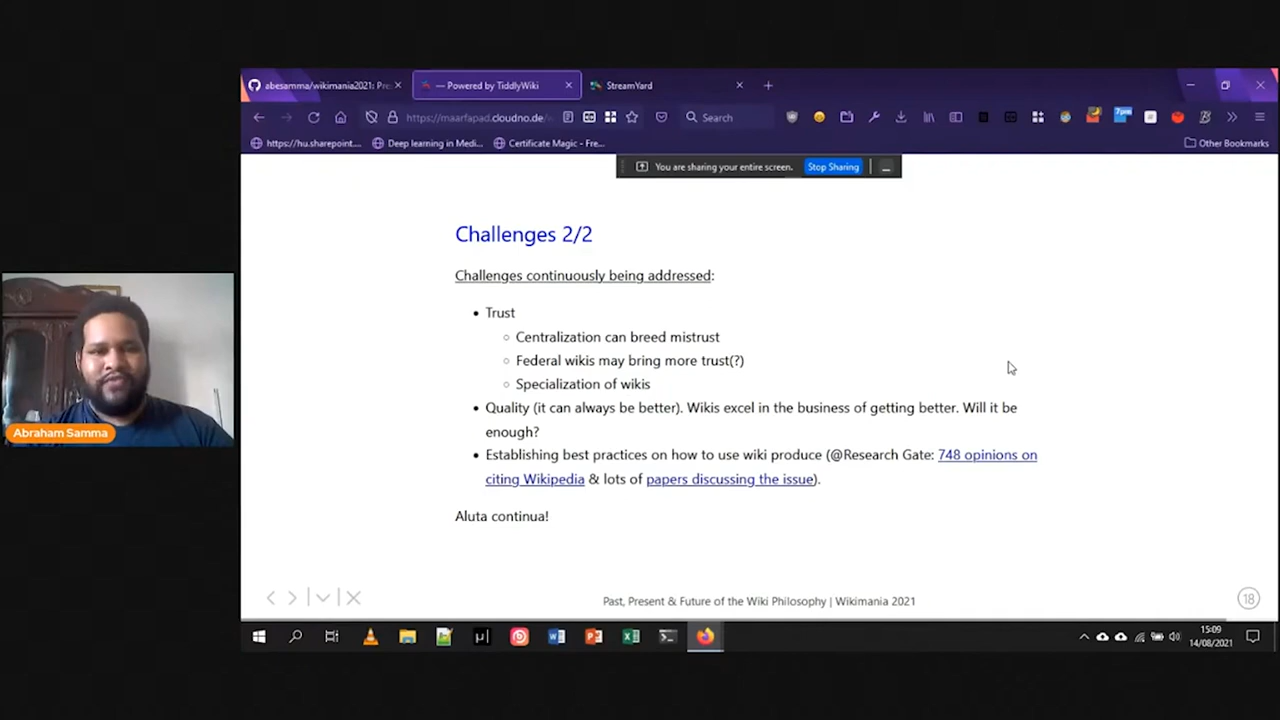 abesamma/wikimania2021: Pre
— Powered by TiddlyWiki
StreamYard
https://maarfapad.cloudno.de/
Search
7pm
https://hu.sharepoint....
Deep learning in Medi...
Certificate Magic - Fre...
Other Bookmarks
You are sharing your entire screen.
Stop Sharing
Challenges 2/2
Challenges continuously being addressed:
Trust
Centralization can breed mistrust
Federal wikis may bring more trust(?)
Specialization of wikis
Quality (it can always be better). Wikis excel in the business of getting better. Will it be
enough?
Establishing best practices on how to use wiki produce (@Research Gate: 748 opinions on
citing Wikipedia & lots of papers discussing the issue).
Aluta continua!
Abraham Samma
Past, Present & Future of the Wiki Philosophy | Wikimania 2021
18
15:09
14/08/2021